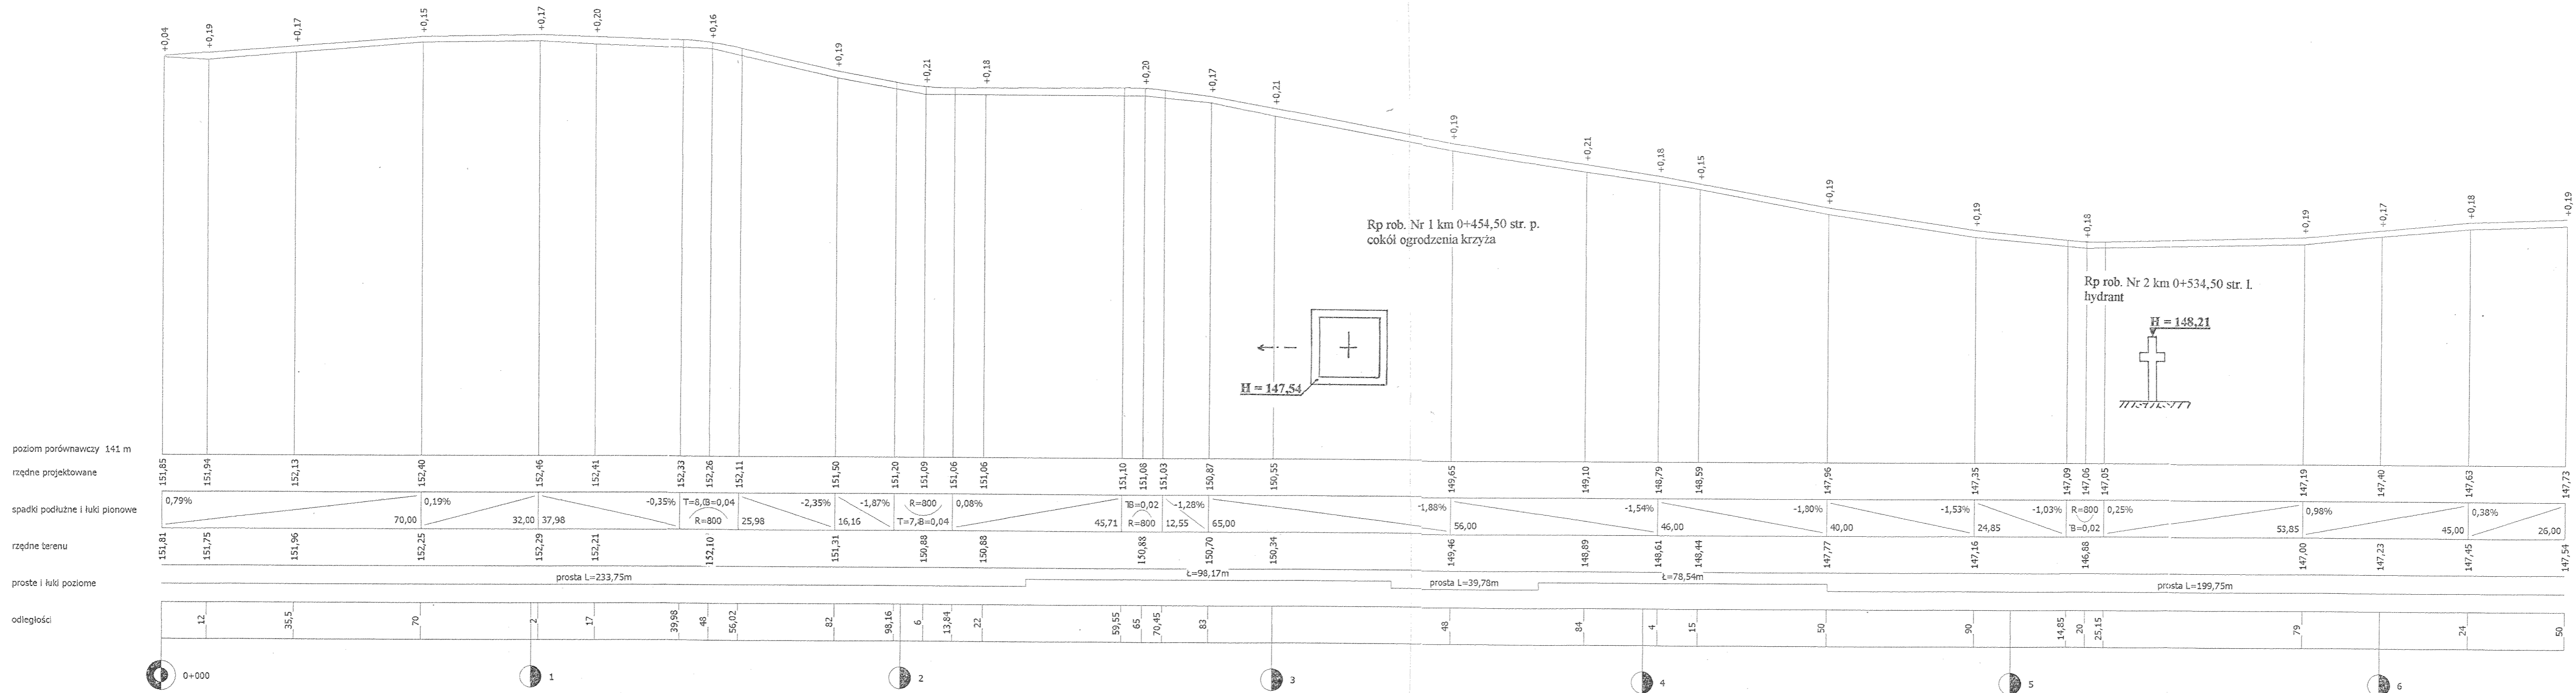 +0,04 +0,19 +0,17 +0,15 +0,17 +0,20 +0,16 +0,19 +0,21 +0,18 +0,20 +0,17 +0,21 +0,19 +0,21 +0,18 +0,15 +0,19 +0,19 +0,18 +0,19 +0,17 +0,18 +0,19
Rp rob. Nr 1 km 0+454,50 str. p.
cokół ogrodzenia krzyża
H = 147,54
Rp rob. Nr 2 km 0+534,50 str. l.
hydrant
H = 148,21
poziom porównawczy 141 m
rzędne projektowane
151,85 151,94 152,13 152,40 152,46 152,41 152,33 152,26 152,11 151,50 151,20 151,09 151,06 151,06 151,10 151,08 151,03 150,87 150,55 149,65 149,10 148,79 148,59 147,96 147,35 147,09 147,06 147,05 147,19 147,40 147,63 147,73
spadki podłużne i łuki pionowe
0,79% 0,19% -0,35% T=8,0 B=0,04 -2,35% -1,87% R=800 0,08% B=0,02 -1,28% -1,88% -1,54% -1,80% -1,53% -1,03% R=800 0,25% 0,98% 0,38%
70,00 32,00 37,98 R=800 25,98 16,16 T=7,8 B=0,04 45,71 R=800 12,55 65,00 56,00 46,00 40,00 24,85 B=0,02 53,85 45,00 26,00
rzędne terenu
151,81 151,75 151,96 152,25 152,29 152,21 152,10 151,31 150,88 150,88 150,88 150,70 150,34 149,46 148,89 148,61 148,44 147,77 147,16 146,88 147,00 147,23 147,45 147,54
proste i łuki poziome
prosta L=233,75m Ł=98,17m prosta L=39,78m Ł=78,54m prosta L=199,75m
odległości
12 35,5 70 2 17 39,98 48 56,02 82 98,16 6 13,84 22 59,55 65 70,45 83 48 84 4 15 50 90 14,85 20 25,15 79 24 50
0+000 1 2 3 4 5 6